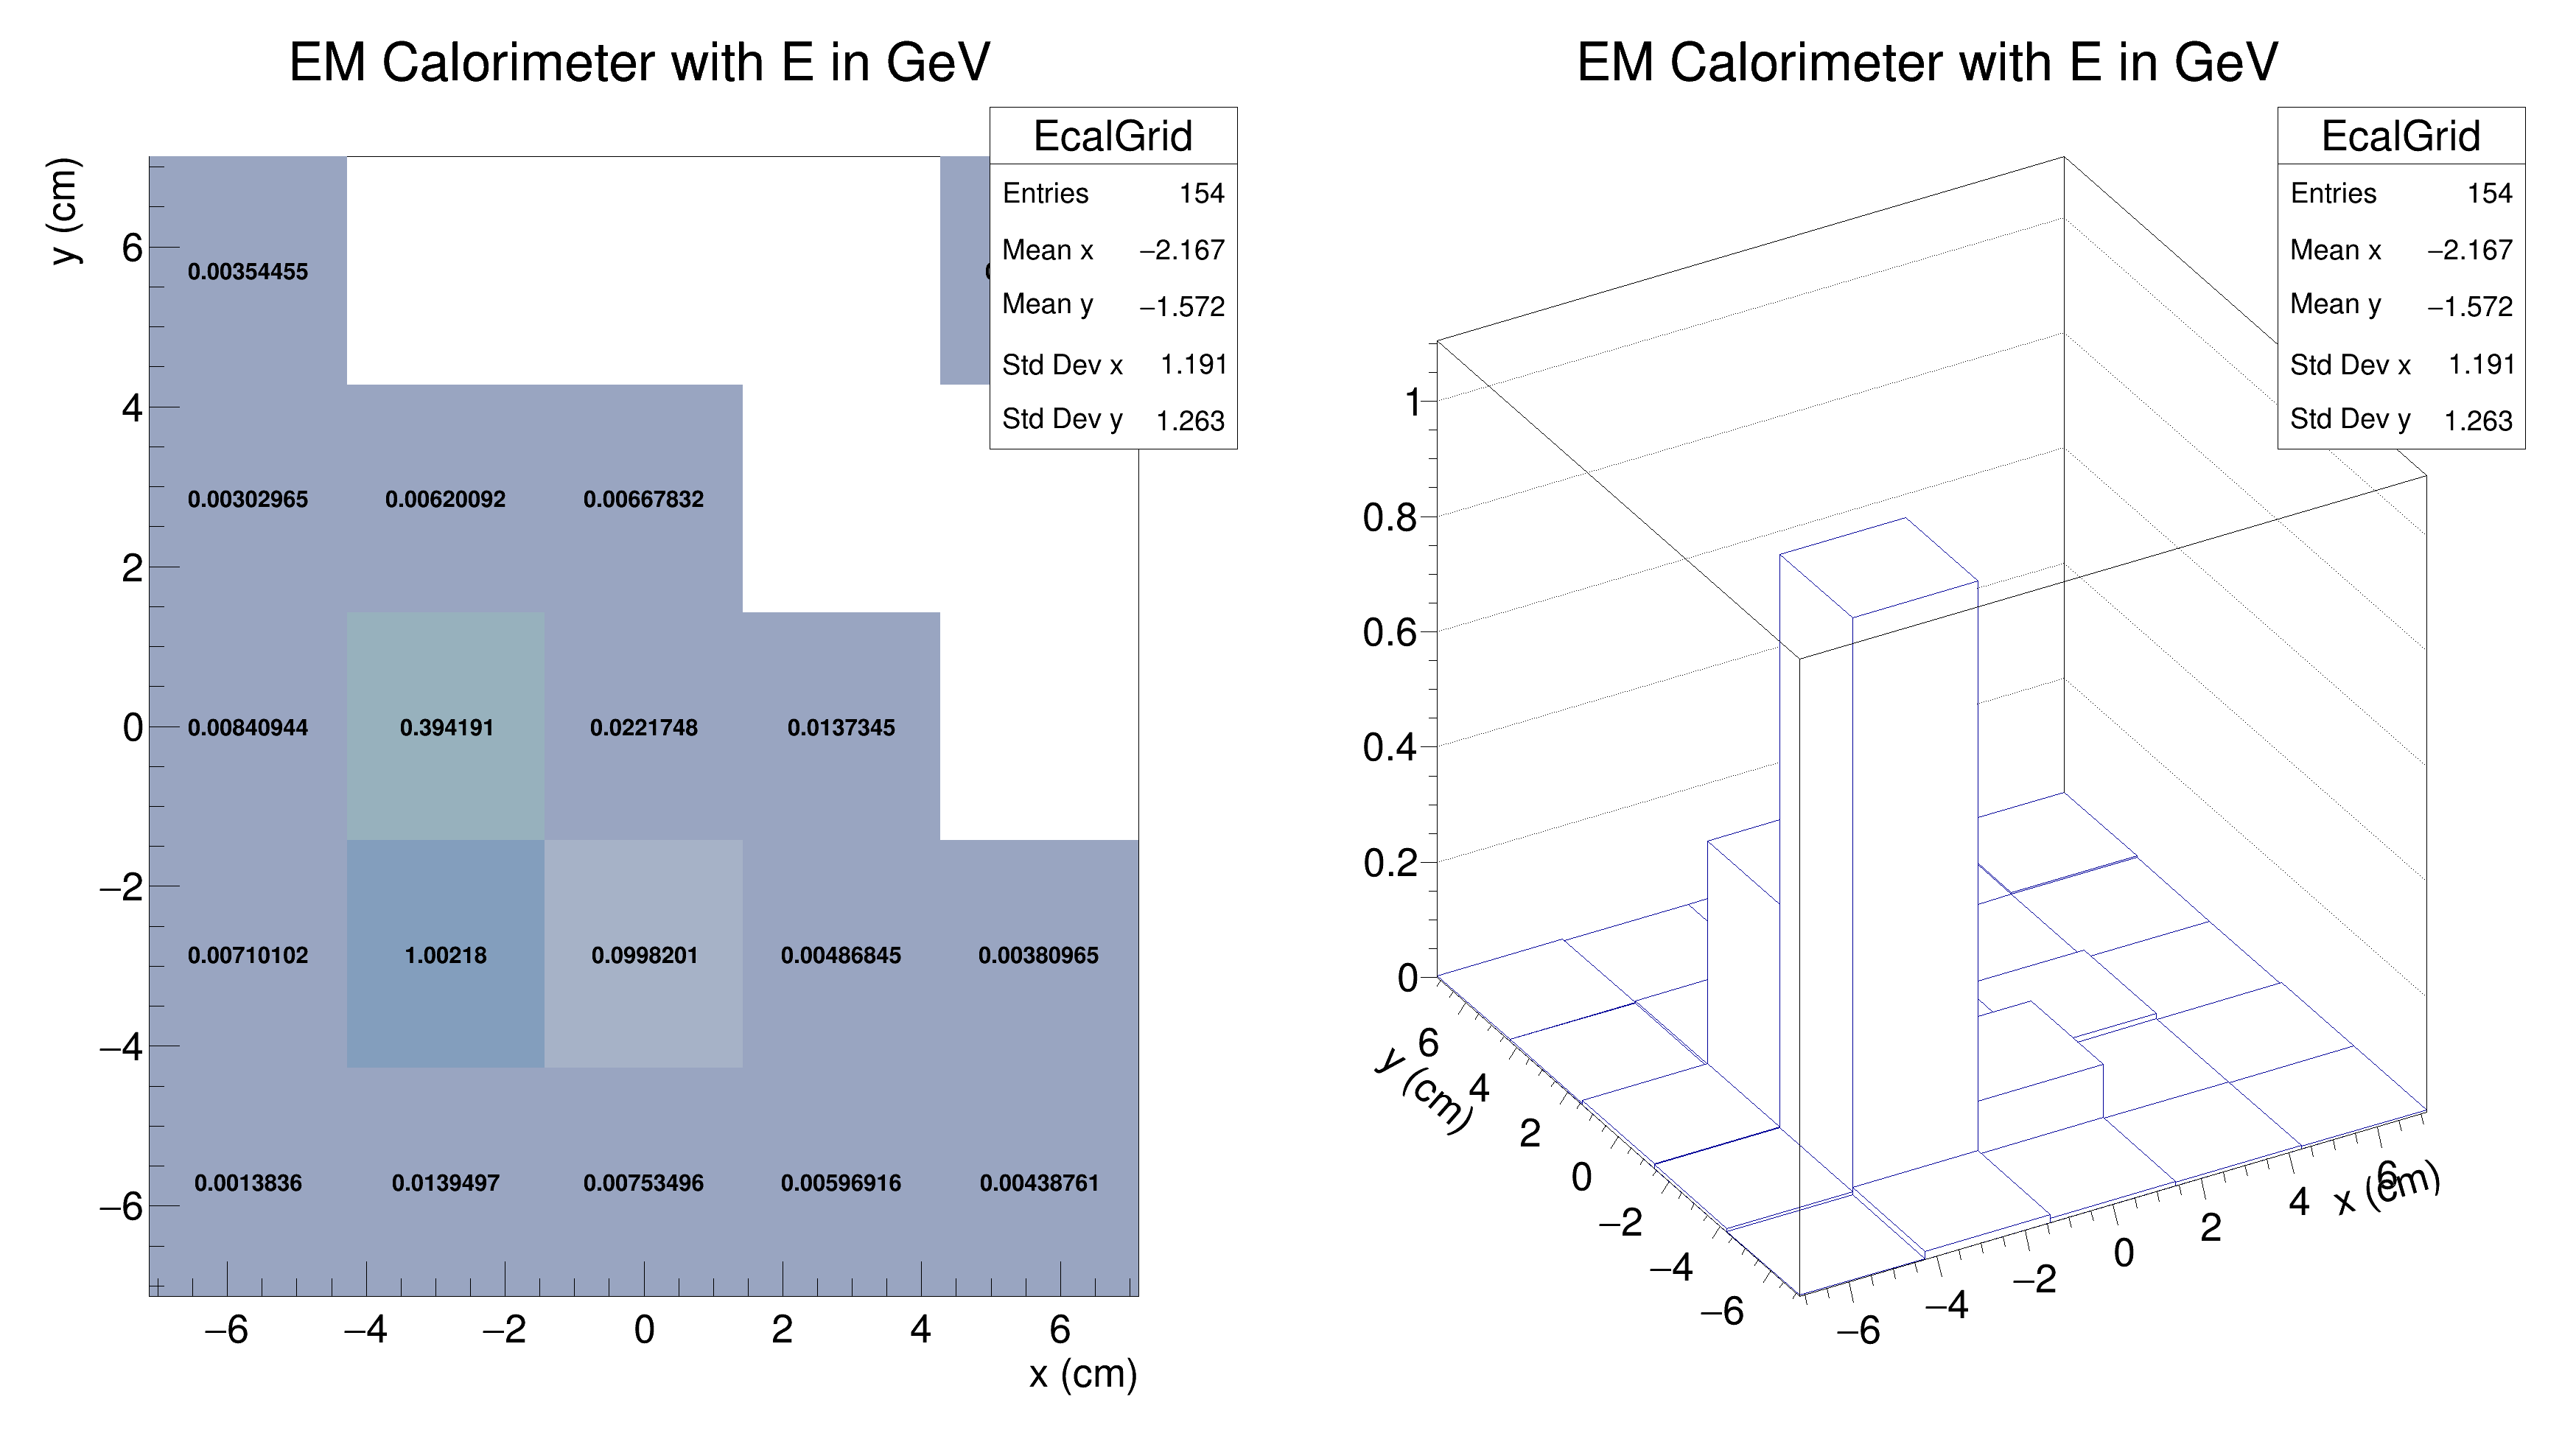 EM Calorimeter with E in GeV
EcalGrid
Entries 154
Mean x −2.167
Mean y −1.572
Std Dev x 1.191
Std Dev y 1.263
y (cm)
6
4
2
0
−2
−4
−6
0.00354455
0.00302965 0.00620092 0.00667832
0.00840944 0.394191 0.0221748 0.0137345
0.00710102 1.00218 0.0998201 0.00486845 0.00380965
0.0013836 0.0139497 0.00753496 0.00596916 0.00438761
−6 −4 −2 0 2 4 6
x (cm)
EM Calorimeter with E in GeV
EcalGrid
Entries 154
Mean x −2.167
Mean y −1.572
Std Dev x 1.191
Std Dev y 1.263
1
0.8
0.6
0.4
0.2
0
6
4
2
0
−2
−4
−6
y (cm)
−6 −4 −2 0 2 4 6
x (cm)